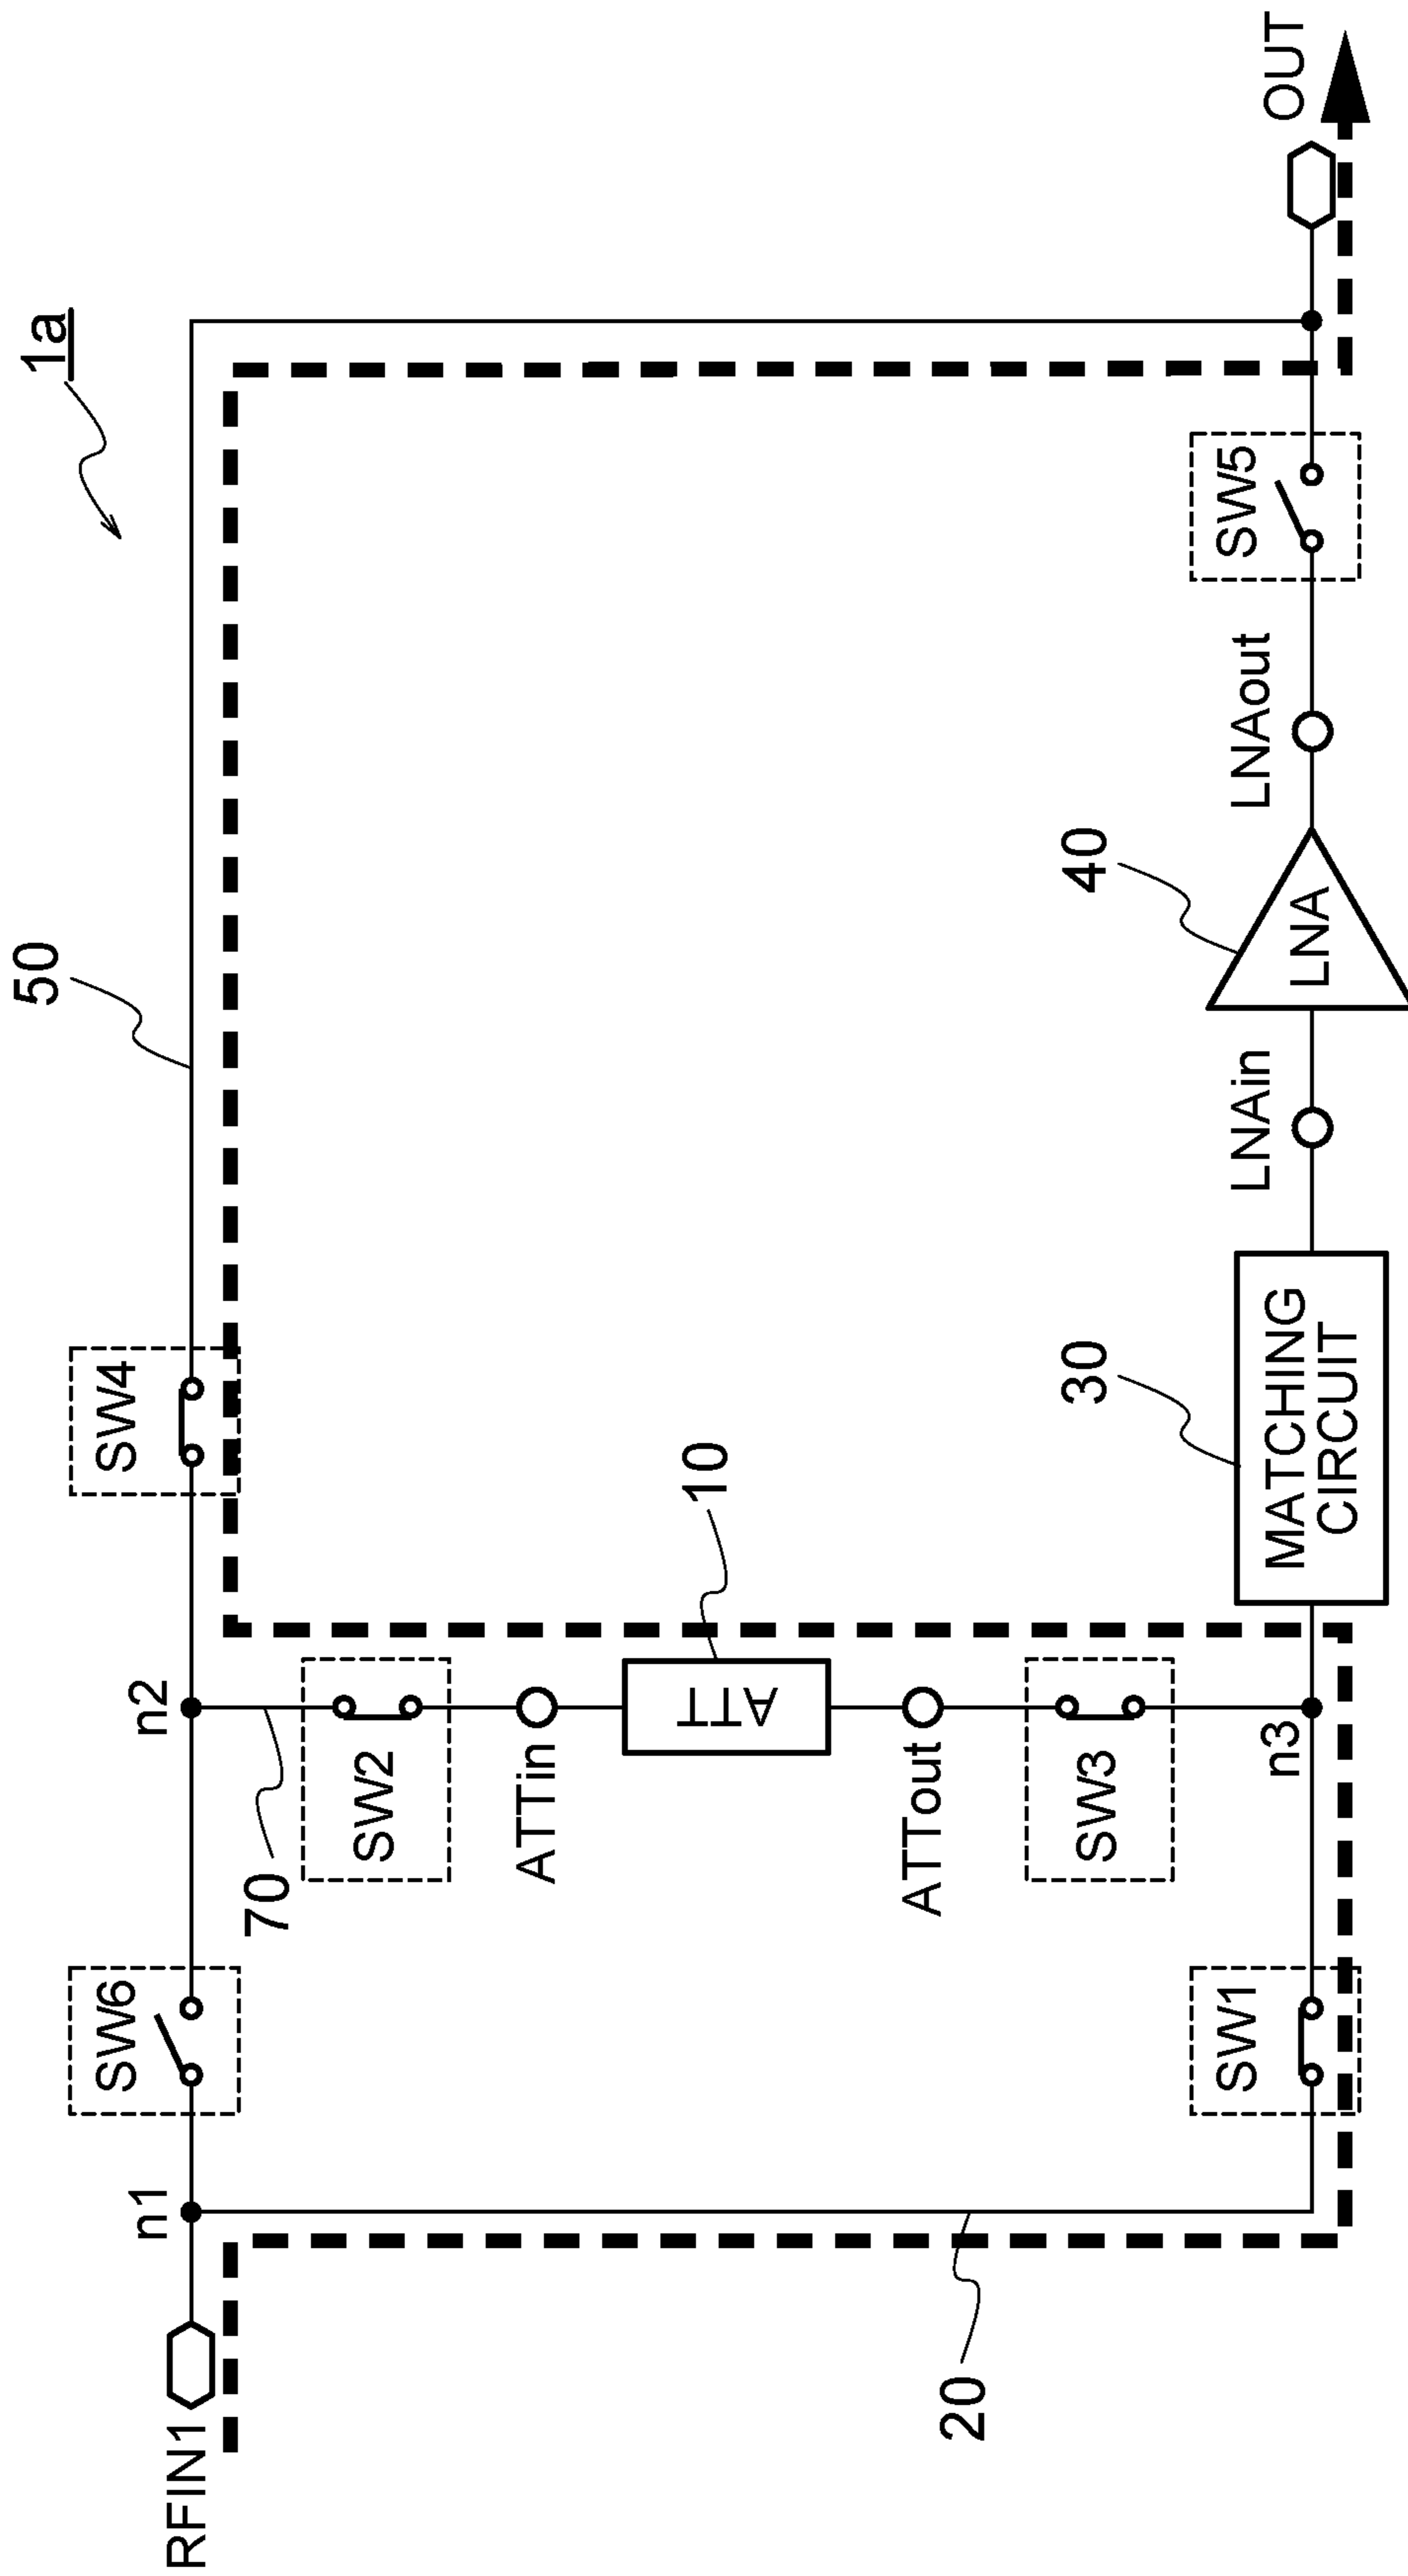 1a
50
SW6
n2
SW4
RFIN1
n1
70
SW2
ATTin
ATT
10
ATTout
SW3
20
n3
30
40
SW1
MATCHING
CIRCUIT
LNAin
LNA
LNAout
SW5
OUT